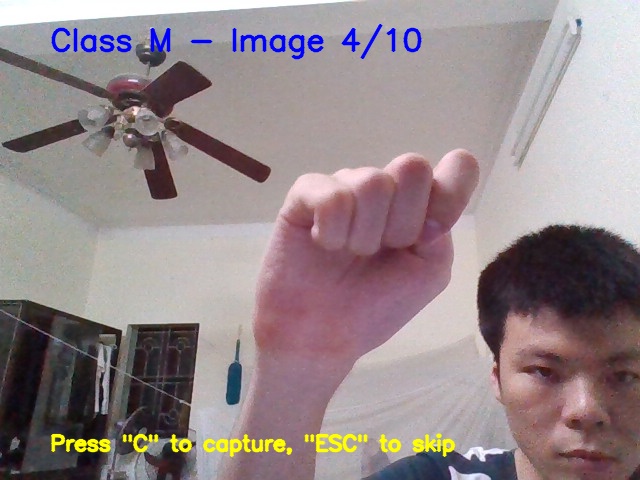 Class M - Image 4/10
Press "C" to capture, "ESC" to skip